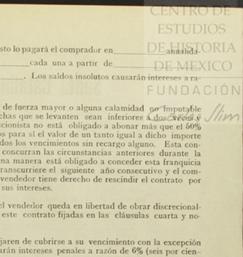 CENTRO DE
ESTUDIOS
DE HISTORIA
DE MEXICO
FUNDACIÓN
sto lo pagará el comprador en anualida-
cada una a partir de
. Los saldos insolutos causarán intereses a ra-
de fuerza mayor o alguna calamidad no imputable
chas que se levanten sean inferiores a dos veces y
ccionista no está obligado a abonar más que el 50%
os para sí el valor de un tanto igual a dicho importe
dos los vencimientos sin recargo alguno. Esta con-
concurran las circunstancias anteriores durante la
na manera está obligado a conceder esta franquicia
transcurriere el siguiente año consecutivo y el com-
vendedor tiene derecho de rescindir el contrato por
sus intereses.
el vendedor queda en libertad de obrar discrecional-
este contrato fijadas en las cláusulas cuarta y no-
jaren de cubrirse a su vencimiento con la excepción
arán intereses penales a razón de 6% (seis por cien-